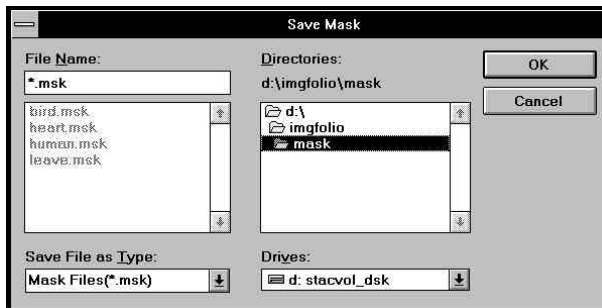 Save Mask
File Name:
*.msk
bird.msk
heart.msk
human.msk
leave.msk
Save File as Type:
Mask Files(*.msk)
Directories:
d:\imgfolio\mask
d:\
imgfolio
mask
Drives:
d: stacvol_dsk
OK
Cancel